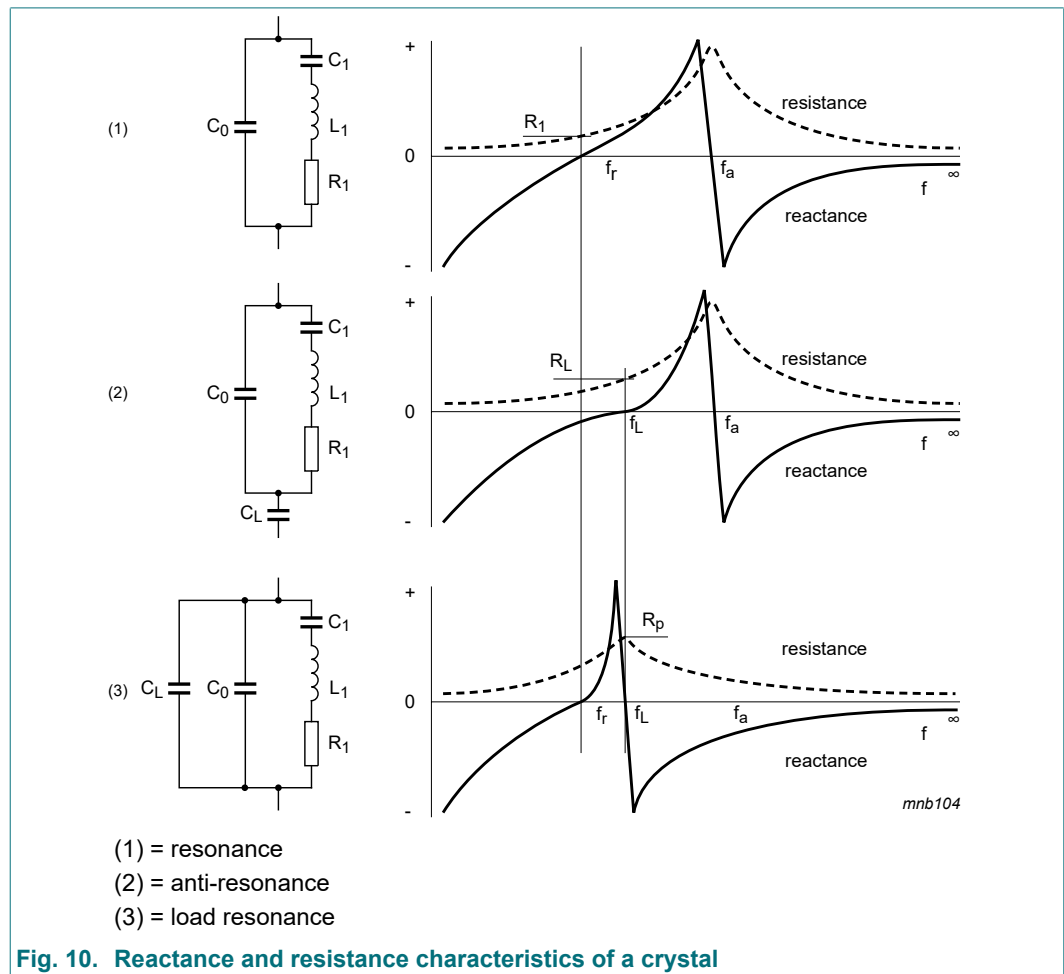 C1
+
(1)
C0
L1
R1
resistance
R1
0
fr
fa
f
∞
reactance
-
+
C1
RL
resistance
(2)
C0
L1
0
fL
fa
f
∞
R1
reactance
CL
-
+
C1
Rp
resistance
(3)
CL
C0
L1
0
fr
fL
fa
f
∞
R1
reactance
-
mnb104
(1) = resonance
(2) = anti-resonance
(3) = load resonance
Fig. 10. Reactance and resistance characteristics of a crystal